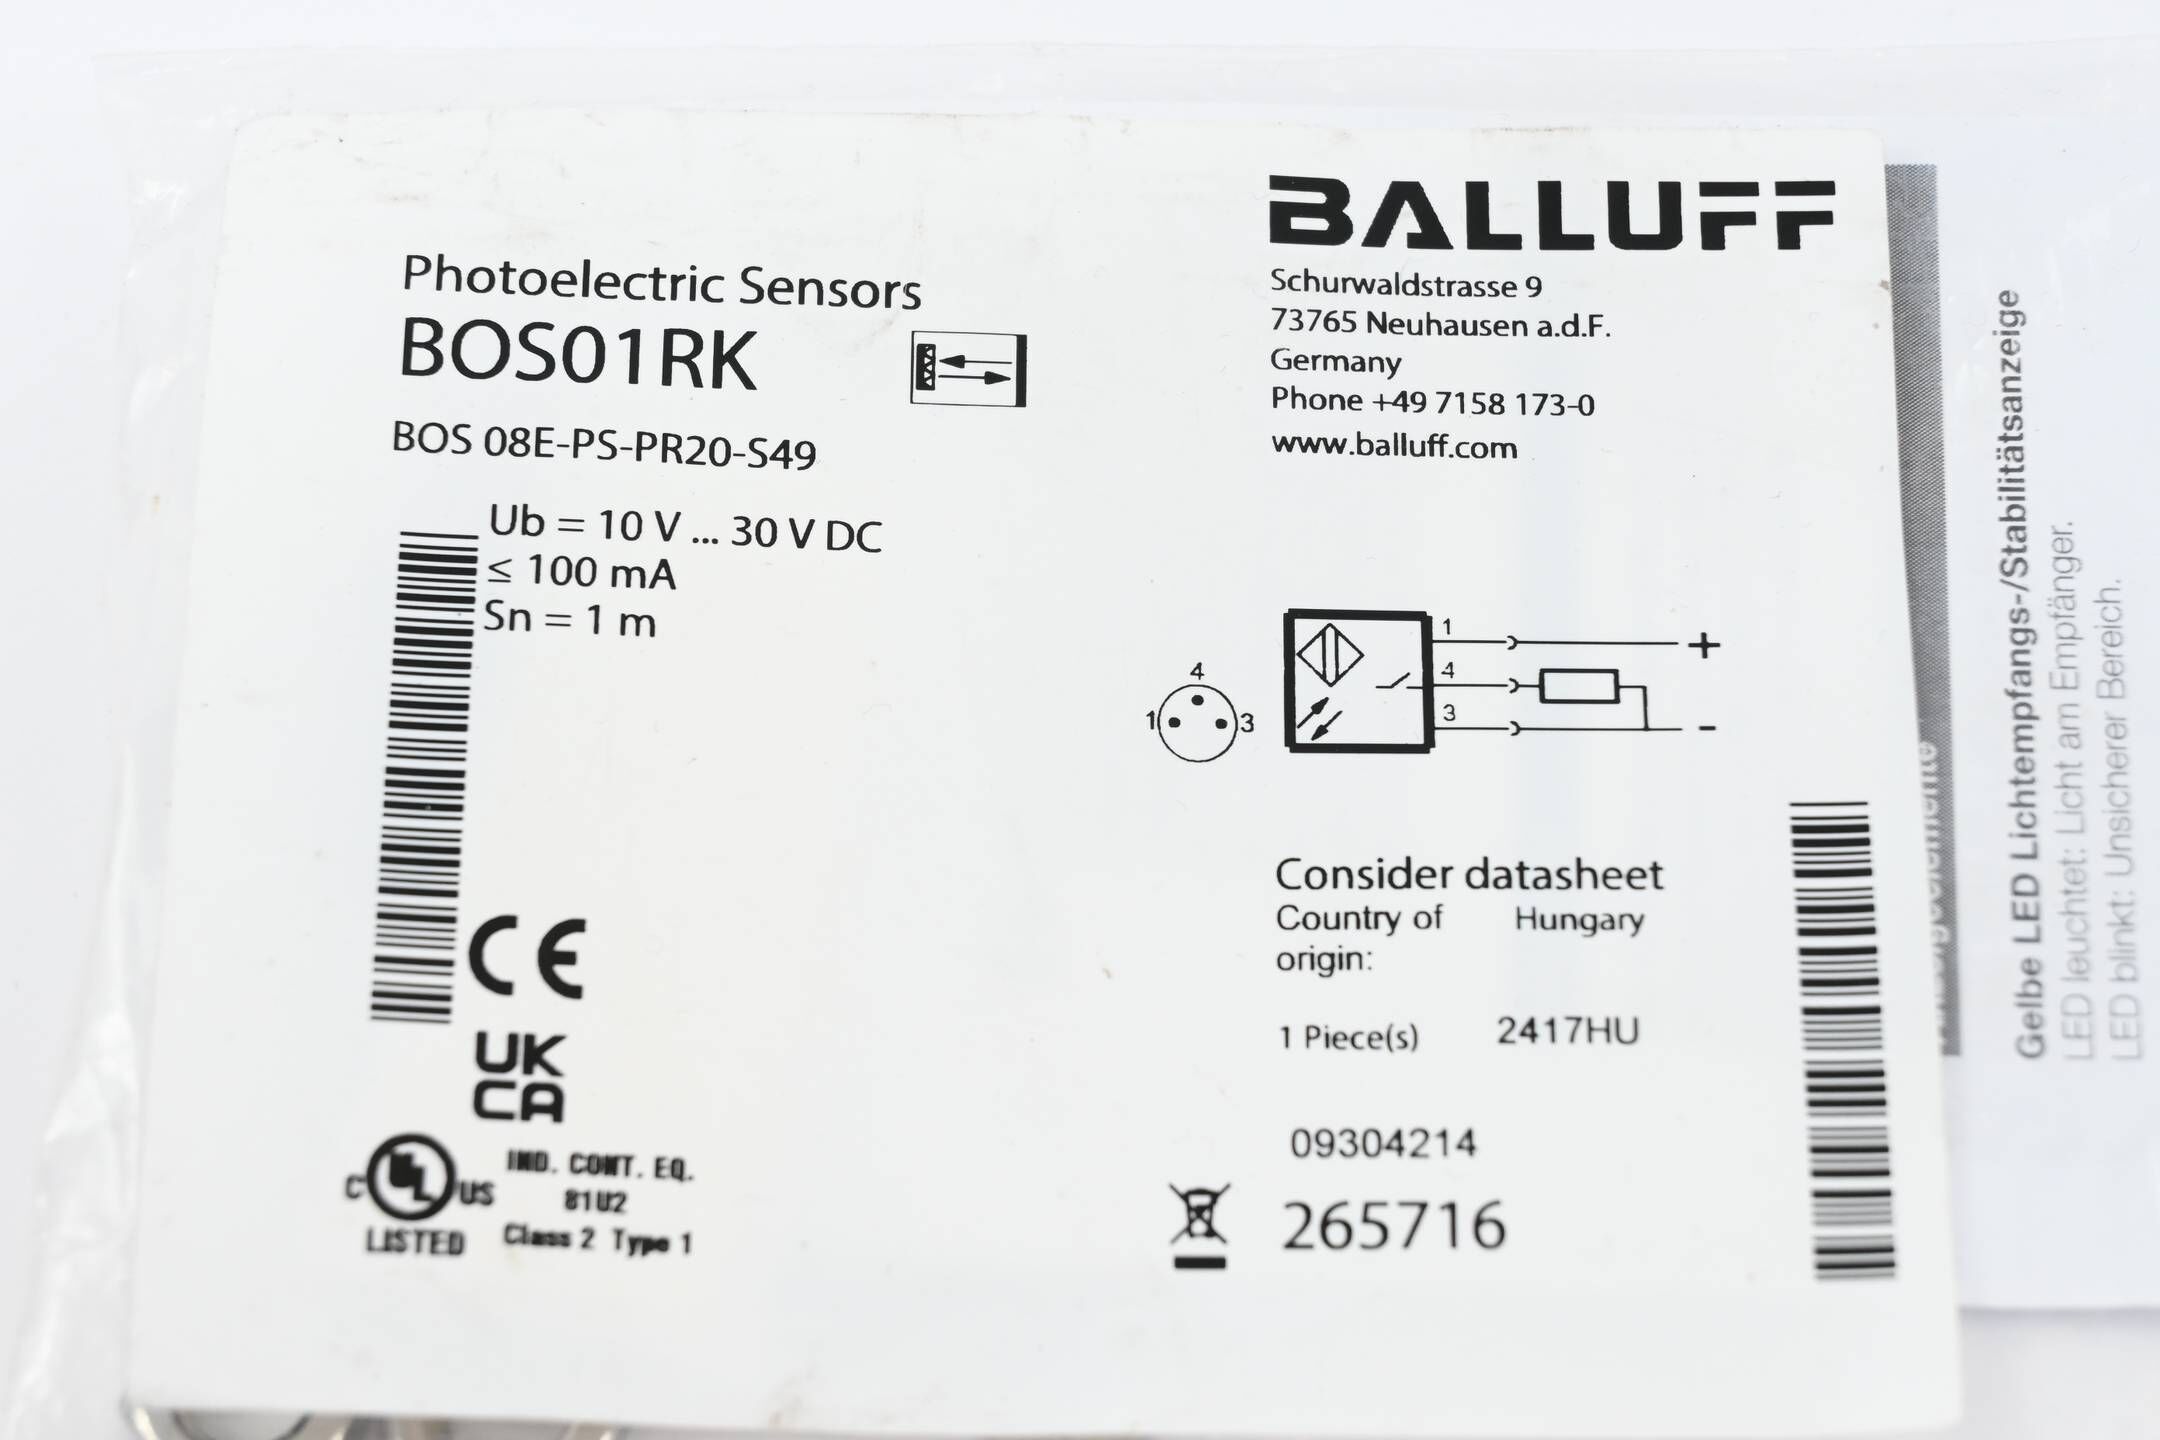 BALLUFF
Schurwaldstrasse 9
73765 Neuhausen a.d.F.
Germany
Phone +49 7158 173-0
www.balluff.com
Photoelectric Sensors
BOS01RK
BOS 08E-PS-PR20-S49
Ub = 10 V ... 30 V DC
≤ 100 mA
Sn = 1 m
4
1 3
1 +
4
3 -
Consider datasheet
Country of origin: Hungary
1 Piece(s) 2417HU
09304214
265716
CE
UK
CA
C UL US
LISTED
IND. CONT. EQ.
81U2
Class 2 Type 1
Gelbe LED Lichtempfangs-/Stabilitätsanzeige
LED leuchtet: Licht am Empfänger.
LED blinkt: Unsicherer Bereich.